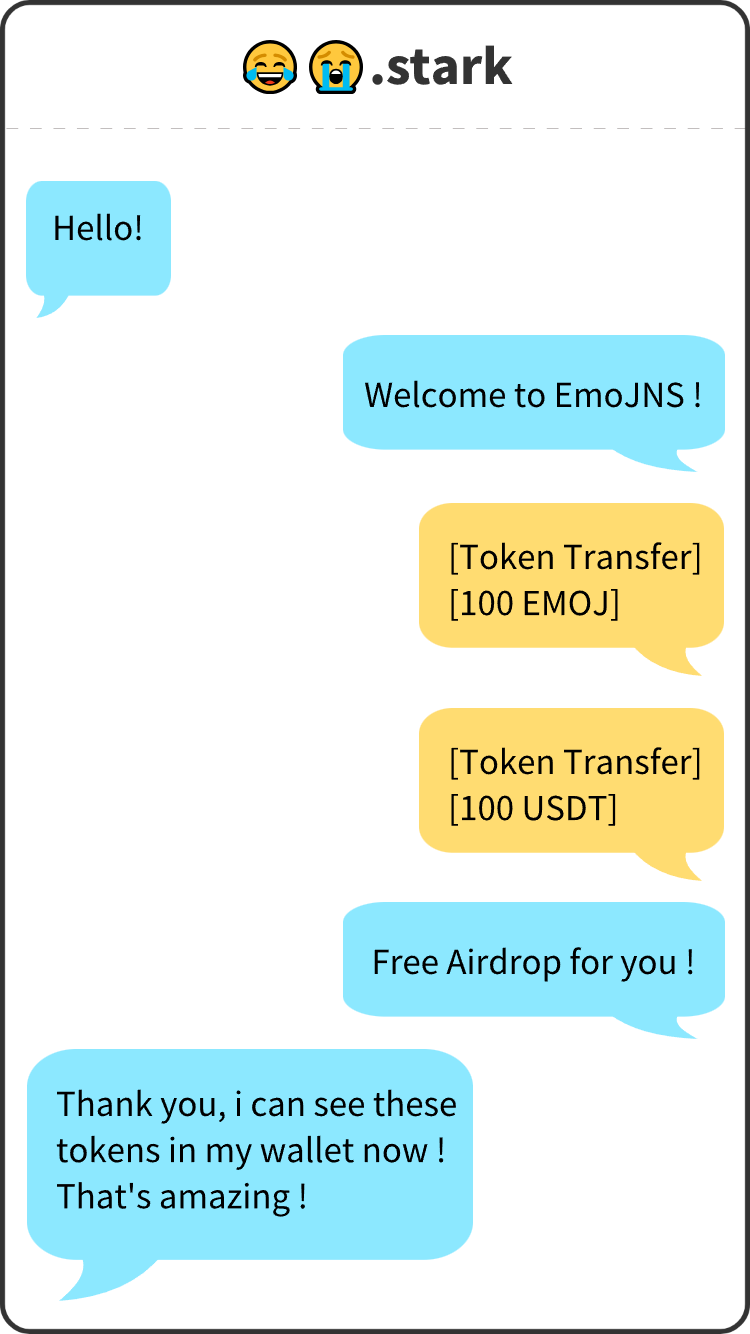 😂😭.stark
Hello!
Welcome to EmoJNS !
[Token Transfer]
[100 EMOJ]
[Token Transfer]
[100 USDT]
Free Airdrop for you !
Thank you, i can see these
tokens in my wallet now !
That's amazing !